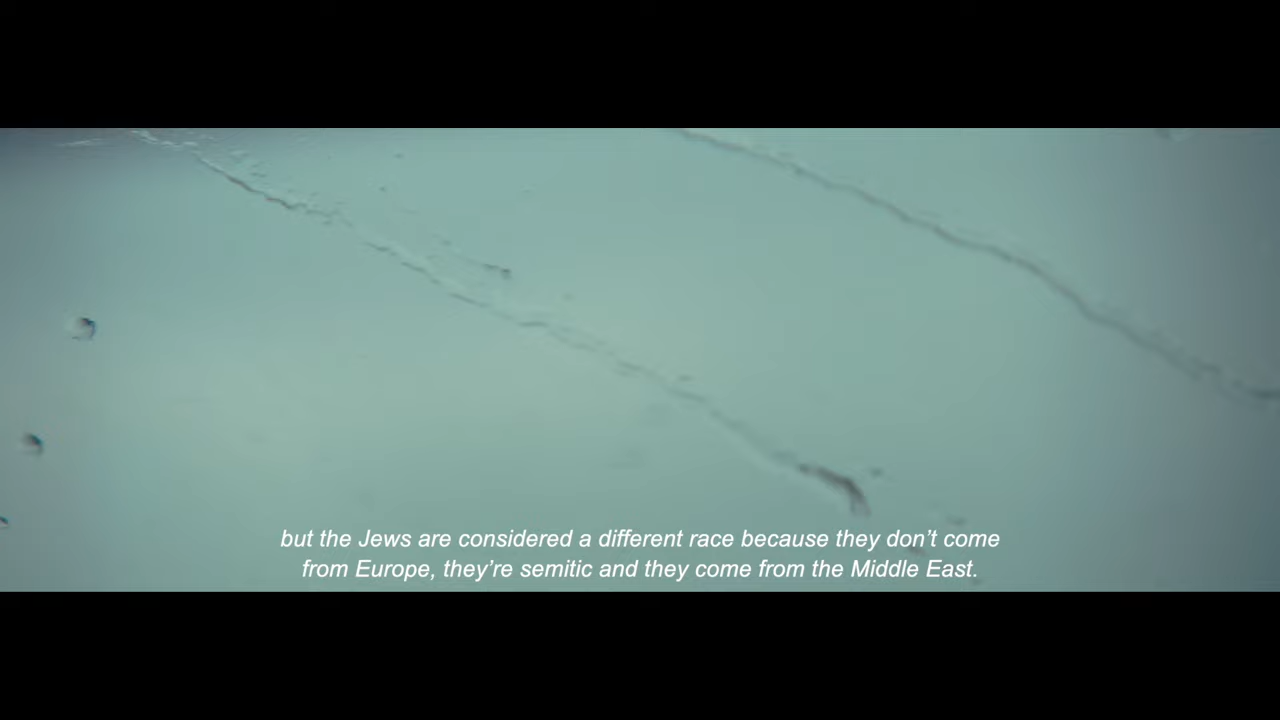 but the Jews are considered a different race because they don’t come
from Europe, they’re semitic and they come from the Middle East.